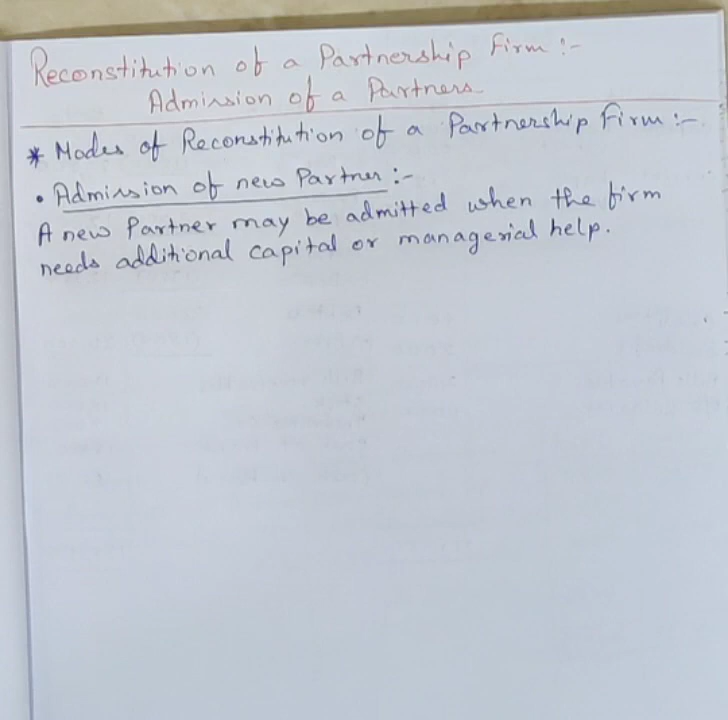 Reconstitution of a Partnership Firm :-
Admission of a Partners
* Modes of Reconstitution of a Partnership Firm :-
• Admission of new Partner :-
A new Partner may be admitted when the firm
needs additional capital or managerial help.